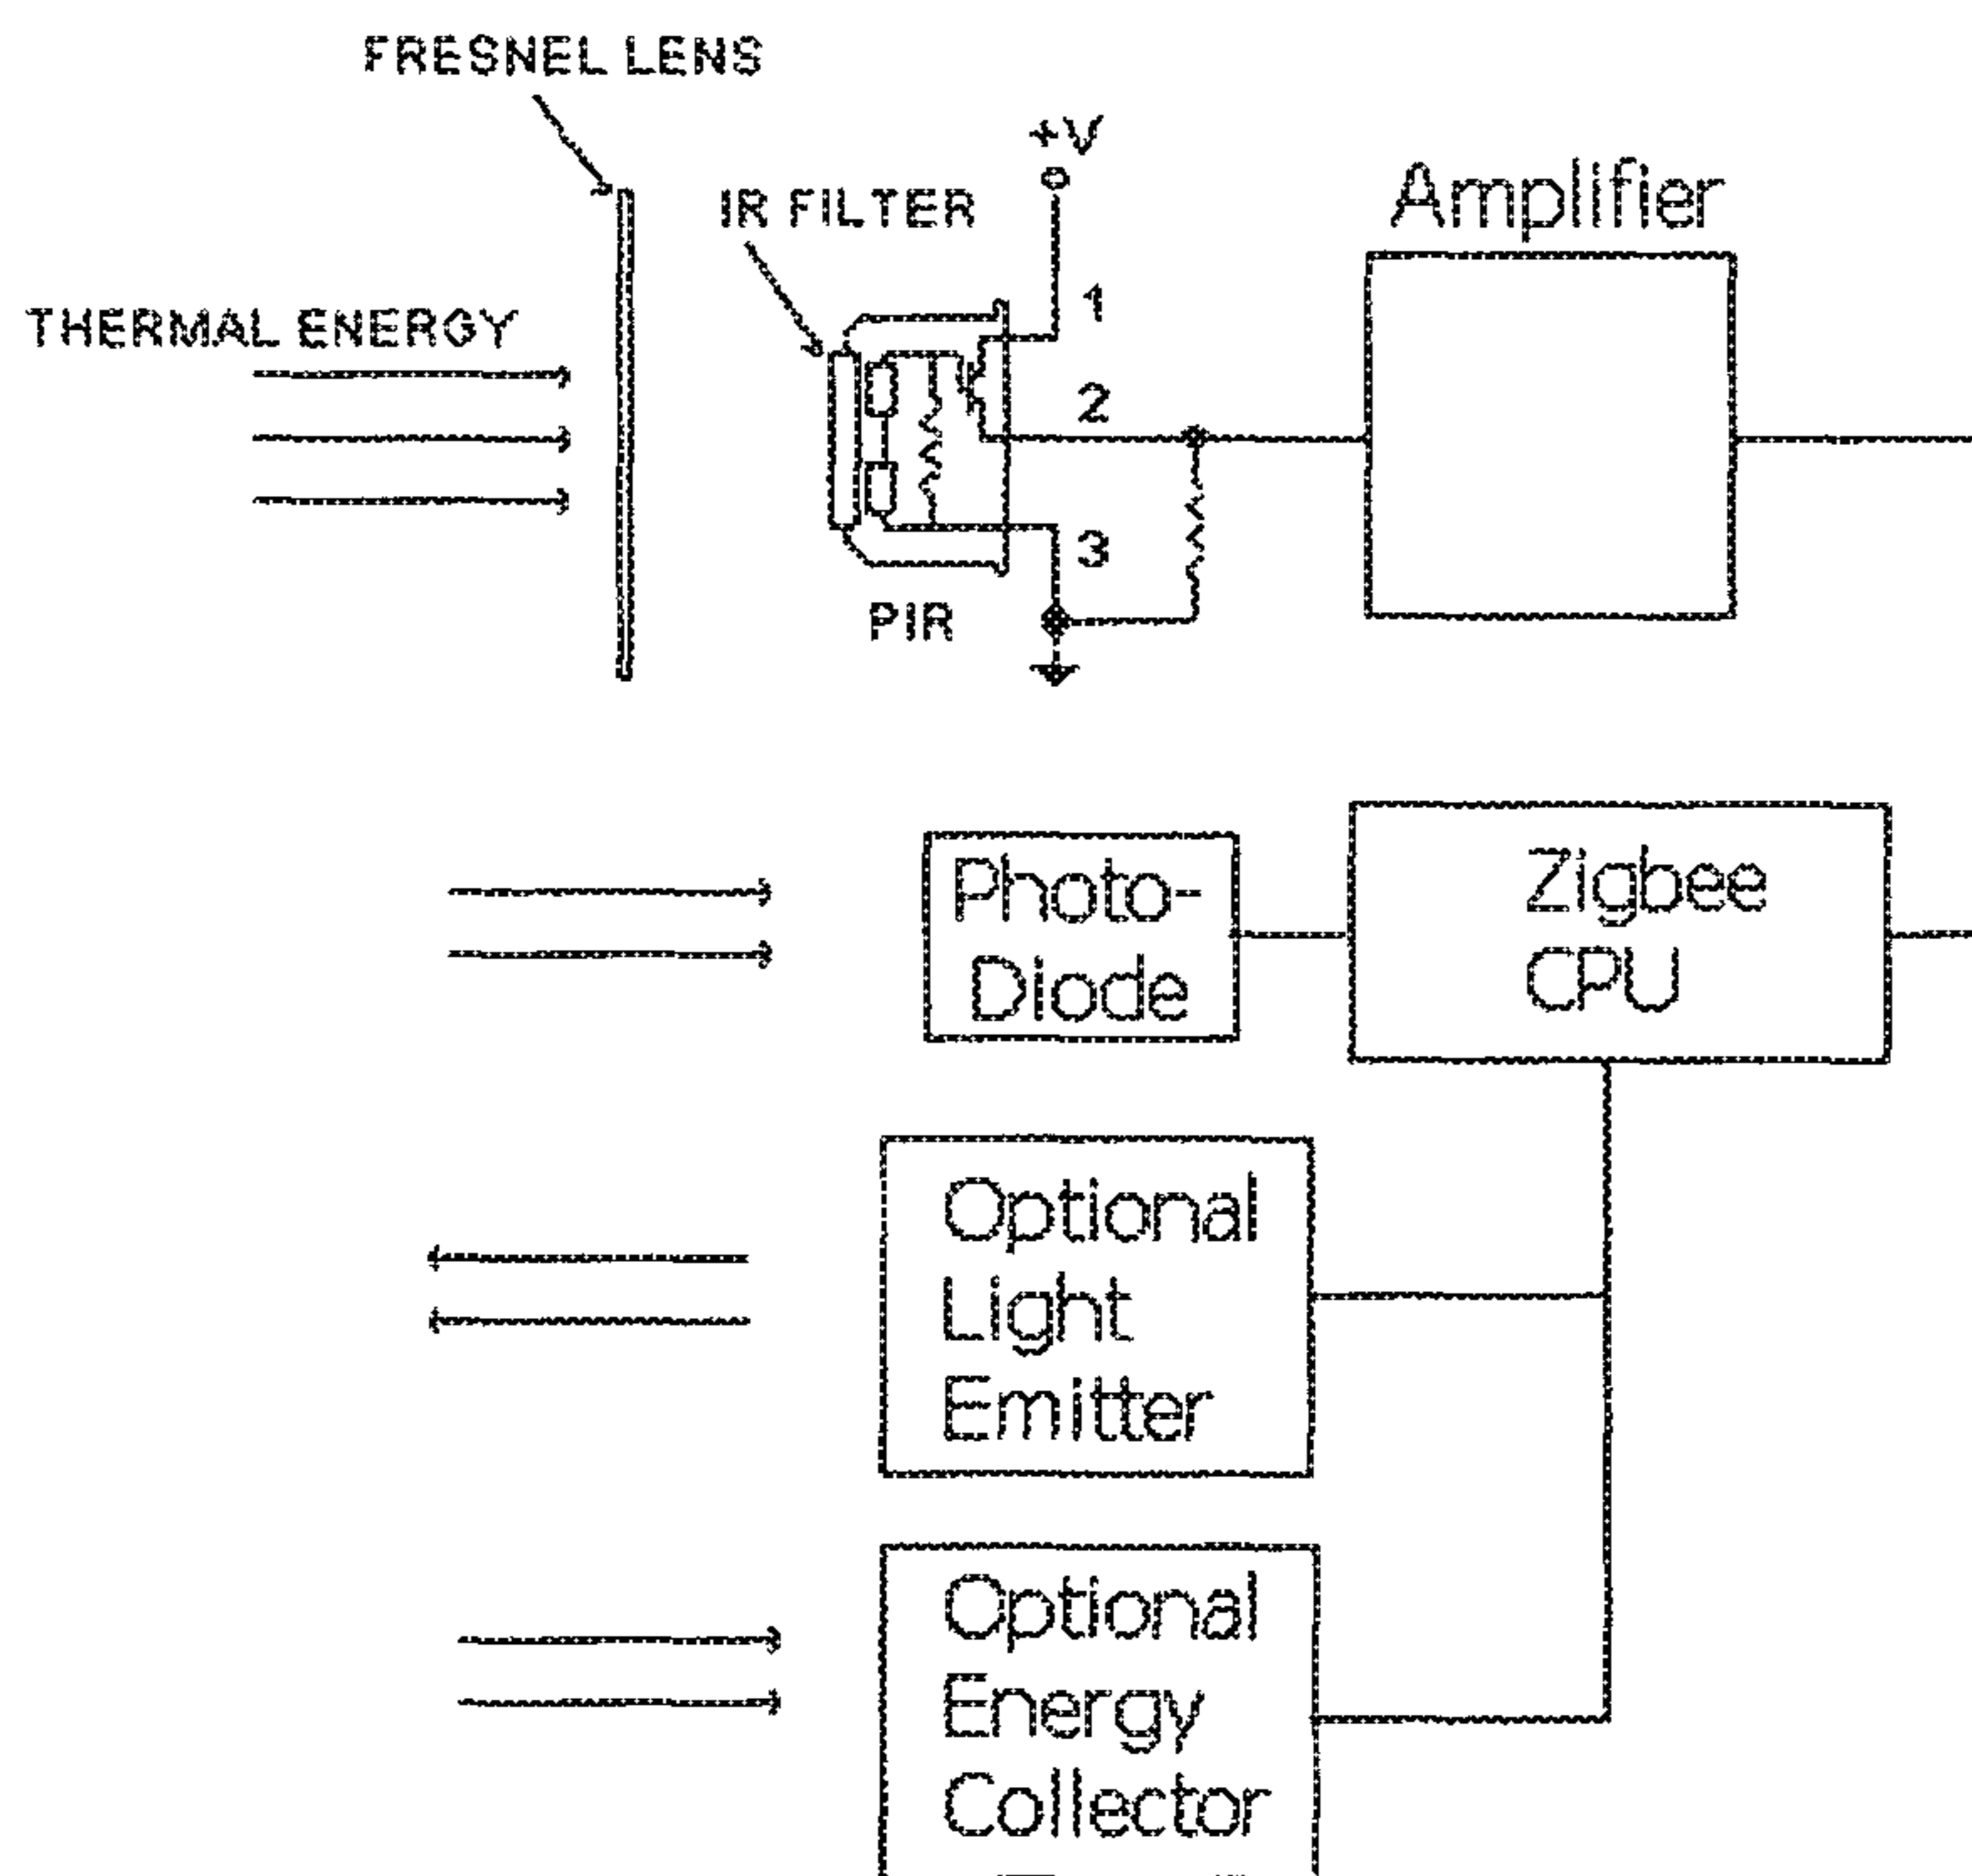 FRESNEL LENS
+V
IR FILTER
Amplifier
THERMAL ENERGY
1
2
3
PIR
Photo-
Diode
Zigbee
CPU
Optional
Light
Emitter
Optional
Energy
Collector